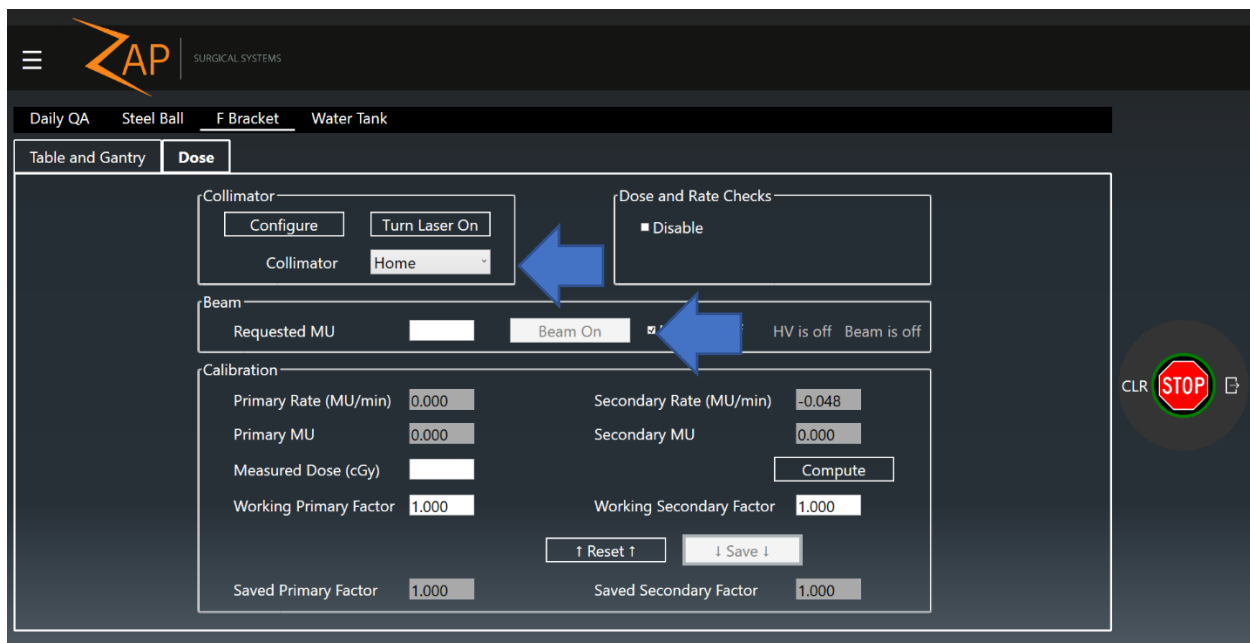 ZAP SURGICAL SYSTEMS
Daily QA Steel Ball F Bracket Water Tank
Table and Gantry Dose
Collimator Dose and Rate Checks
Configure Turn Laser On Disable
Collimator Home
Beam
Requested MU Beam On HV is off Beam is off
Calibration
CLR STOP
Primary Rate (MU/min) 0.000 Secondary Rate (MU/min) -0.048
Primary MU 0.000 Secondary MU 0.000
Measured Dose (cGy) Compute
Working Primary Factor 1.000 Working Secondary Factor 1.000
↑ Reset ↑ ↓ Save ↓
Saved Primary Factor 1.000 Saved Secondary Factor 1.000